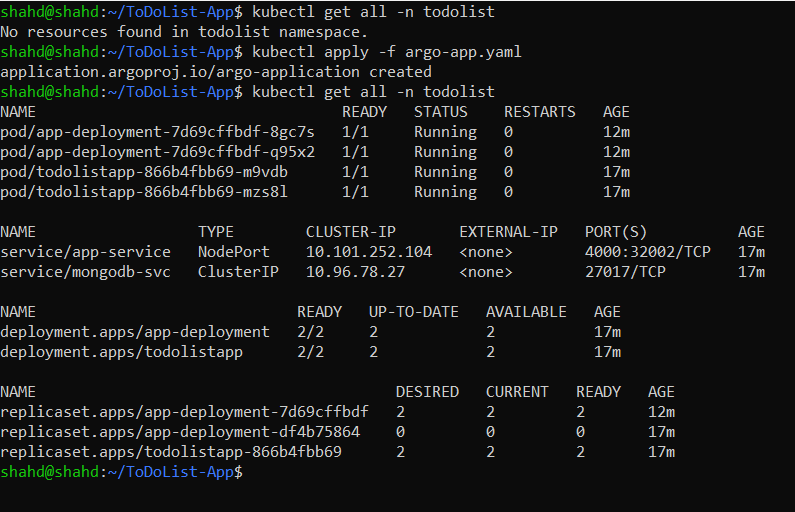 shahd@shahd:~/ToDoList-App$ kubectl get all -n todolist
No resources found in todolist namespace.
shahd@shahd:~/ToDoList-App$ kubectl apply -f argo-app.yaml
application.argoproj.io/argo-application created
shahd@shahd:~/ToDoList-App$ kubectl get all -n todolist
NAME READY STATUS RESTARTS AGE
pod/app-deployment-7d69cffbdf-8gc7s 1/1 Running 0 12m
pod/app-deployment-7d69cffbdf-q95x2 1/1 Running 0 12m
pod/todolistapp-866b4fbb69-m9vdb 1/1 Running 0 17m
pod/todolistapp-866b4fbb69-mzs8l 1/1 Running 0 17m
NAME TYPE CLUSTER-IP EXTERNAL-IP PORT(S) AGE
service/app-service NodePort 10.101.252.104 <none> 4000:32002/TCP 17m
service/mongodb-svc ClusterIP 10.96.78.27 <none> 27017/TCP 17m
NAME READY UP-TO-DATE AVAILABLE AGE
deployment.apps/app-deployment 2/2 2 2 17m
deployment.apps/todolistapp 2/2 2 2 17m
NAME DESIRED CURRENT READY AGE
replicaset.apps/app-deployment-7d69cffbdf 2 2 2 12m
replicaset.apps/app-deployment-df4b75864 0 0 0 17m
replicaset.apps/todolistapp-866b4fbb69 2 2 2 17m
shahd@shahd:~/ToDoList-App$